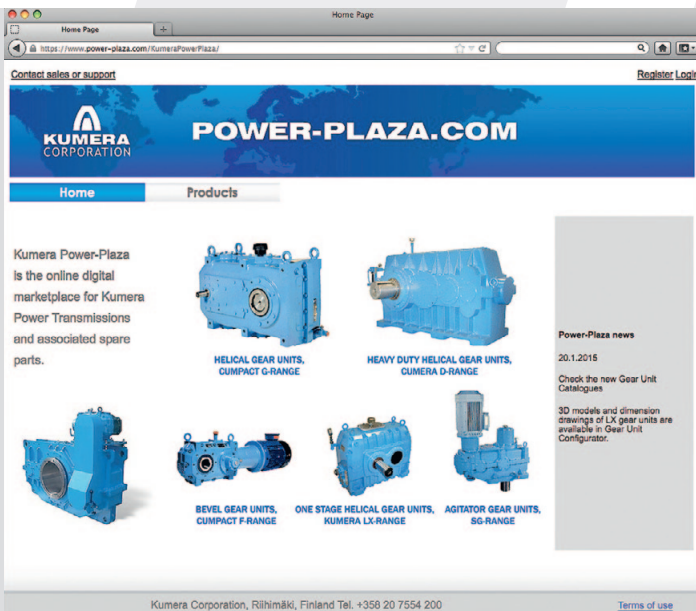 Home Page
Home Page
https://www.power-plaza.com/KumeraPowerPlaza/
Contact sales or support
Register Login
KUMERA
CORPORATION
POWER-PLAZA.COM
Home
Products
Kumera Power-Plaza
is the online digital
marketplace for Kumera
Power Transmissions
and associated spare
parts.
HELICAL GEAR UNITS,
CUMPACT G-RANGE
HEAVY DUTY HELICAL GEAR UNITS,
CUMERA D-RANGE
BEVEL GEAR UNITS,
CUMPACT F-RANGE
ONE STAGE HELICAL GEAR UNITS,
KUMERA LX-RANGE
AGITATOR GEAR UNITS,
SG-RANGE
Power-Plaza news
20.1.2015
Check the new Gear Unit
Catalogues
3D models and dimension
drawings of LX gear units are
available in Gear Unit
Configurator.
Kumera Corporation, Riihimäki, Finland Tel. +358 20 7554 200
Terms of use